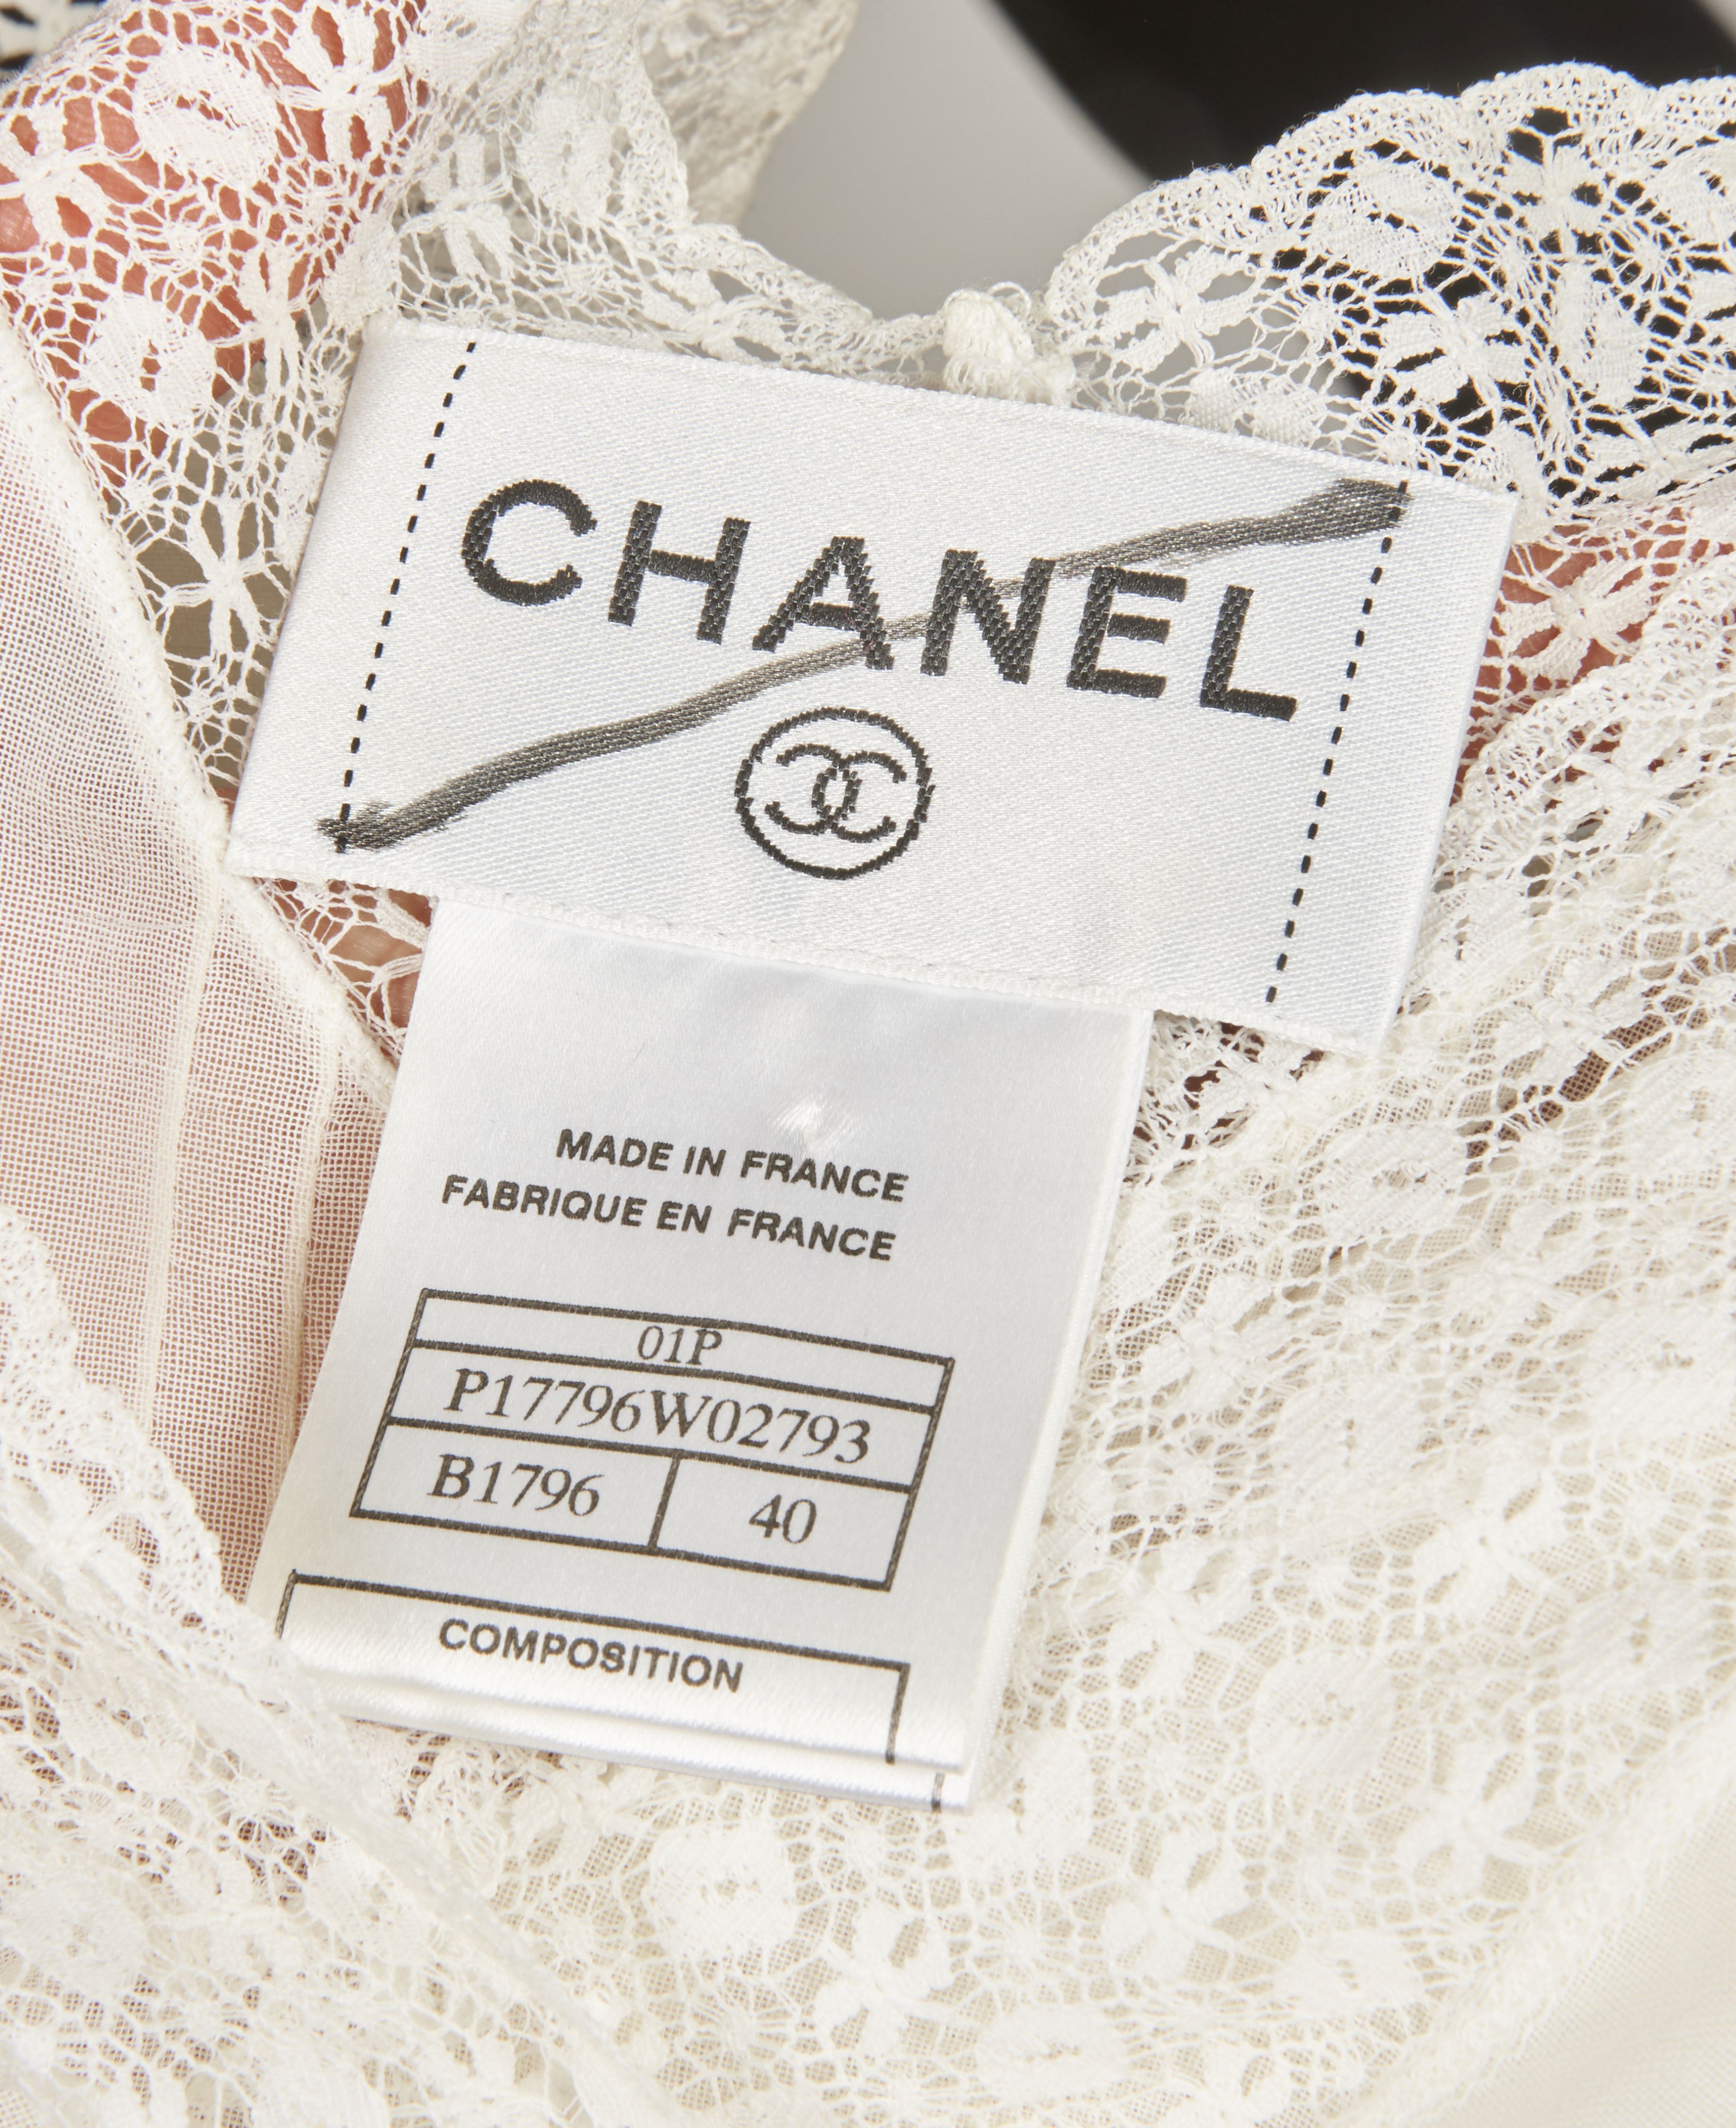 CHANEL
MADE IN FRANCE
FABRIQUE EN FRANCE
01P
P17796W02793
B1796 40
COMPOSITION